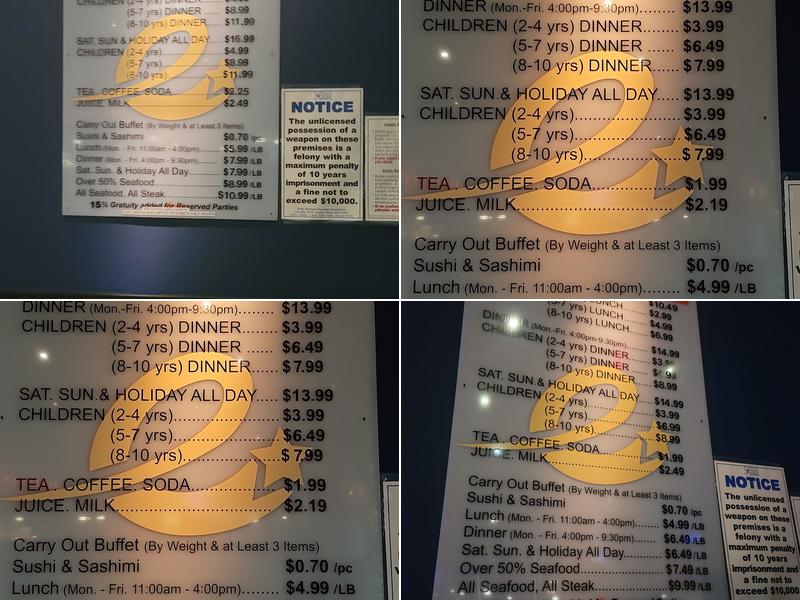 CHILDREN (2-4 yrs) DINNER $4.99
(5-7 yrs) DINNER $8.99
(8-10 yrs) DINNER $11.99
SAT. SUN & HOLIDAY ALL DAY $16.99
CHILDREN (2-4 yrs) $4.99
(5-7 yrs) $8.99
(8-10 yrs) $11.99
TEA. COFFEE. SODA $2.25
JUICE. MILK $2.49
Carry Out Buffet (By Weight & at Least 3 Items)
Sushi & Sashimi $0.70 /pc
Lunch (Mon. - Fri. 11:00am - 4:00pm) $5.99 /LB
Dinner (Mon. - Fri. 4:00pm - 9:30pm) $7.99 /LB
Sat. Sun. & Holiday All Day $7.99 /LB
Over 50% Seafood $8.99 /LB
All Seafood, All Steak $10.99 /LB
15% Gratuity added for Reserved Parties
NOTICE
The unlicensed
possession of a
weapon on these
premises is a
felony with a
maximum penalty
of 10 years
imprisonment and
a fine not to
exceed $10,000.
DINNER (Mon.-Fri. 4:00pm-9:30pm) $13.99
CHILDREN (2-4 yrs) DINNER $3.99
(5-7 yrs) DINNER $6.49
(8-10 yrs) DINNER $7.99
SAT. SUN & HOLIDAY ALL DAY $13.99
CHILDREN (2-4 yrs) $3.99
(5-7 yrs) $6.49
(8-10 yrs) $7.99
TEA. COFFEE. SODA $1.99
JUICE. MILK $2.19
Carry Out Buffet (By Weight & at Least 3 Items)
Sushi & Sashimi $0.70 /pc
Lunch (Mon. - Fri. 11:00am - 4:00pm) $4.99 /LB
DINNER (Mon.-Fri. 4:00pm-9:30pm) $13.99
CHILDREN (2-4 yrs) DINNER $3.99
(5-7 yrs) DINNER $6.49
(8-10 yrs) DINNER $7.99
SAT. SUN & HOLIDAY ALL DAY $13.99
CHILDREN (2-4 yrs) $3.99
(5-7 yrs) $6.49
(8-10 yrs) $7.99
TEA. COFFEE. SODA $1.99
JUICE. MILK $2.19
Carry Out Buffet (By Weight & at Least 3 Items)
Sushi & Sashimi $0.70 /pc
Lunch (Mon. - Fri. 11:00am - 4:00pm) $4.99 /LB
$10.49
(5-7 yrs) LUNCH $2.99
(8-10 yrs) LUNCH $4.99
$6.99
DINNER (Mon.-Fri. 4:00pm-9:30pm)
CHILDREN (2-4 yrs) DINNER $14.99
(5-7 yrs) DINNER
(8-10 yrs) DINNER
$8.99
SAT. SUN & HOLIDAY ALL DAY $14.99
CHILDREN (2-4 yrs) $3.99
(5-7 yrs) $6.99
(8-10 yrs) $8.99
TEA. COFFEE. SODA $1.99
JUICE. MILK $2.49
Carry Out Buffet (By Weight & at Least 3 Items)
Sushi & Sashimi $0.70 /pc
Lunch (Mon. - Fri. 11:00am - 4:00pm) $4.99 /LB
Dinner (Mon. - Fri. 4:00pm - 9:30pm) $6.49 /LB
Sat. Sun. & Holiday All Day $6.49 /LB
Over 50% Seafood $7.49 /LB
All Seafood, All Steak $9.99 /LB
NOTICE
The unlicensed
possession of a
weapon on these
premises is a
felony with a
maximum penalty
of 10 years
imprisonment and
a fine not to
exceed $10,000